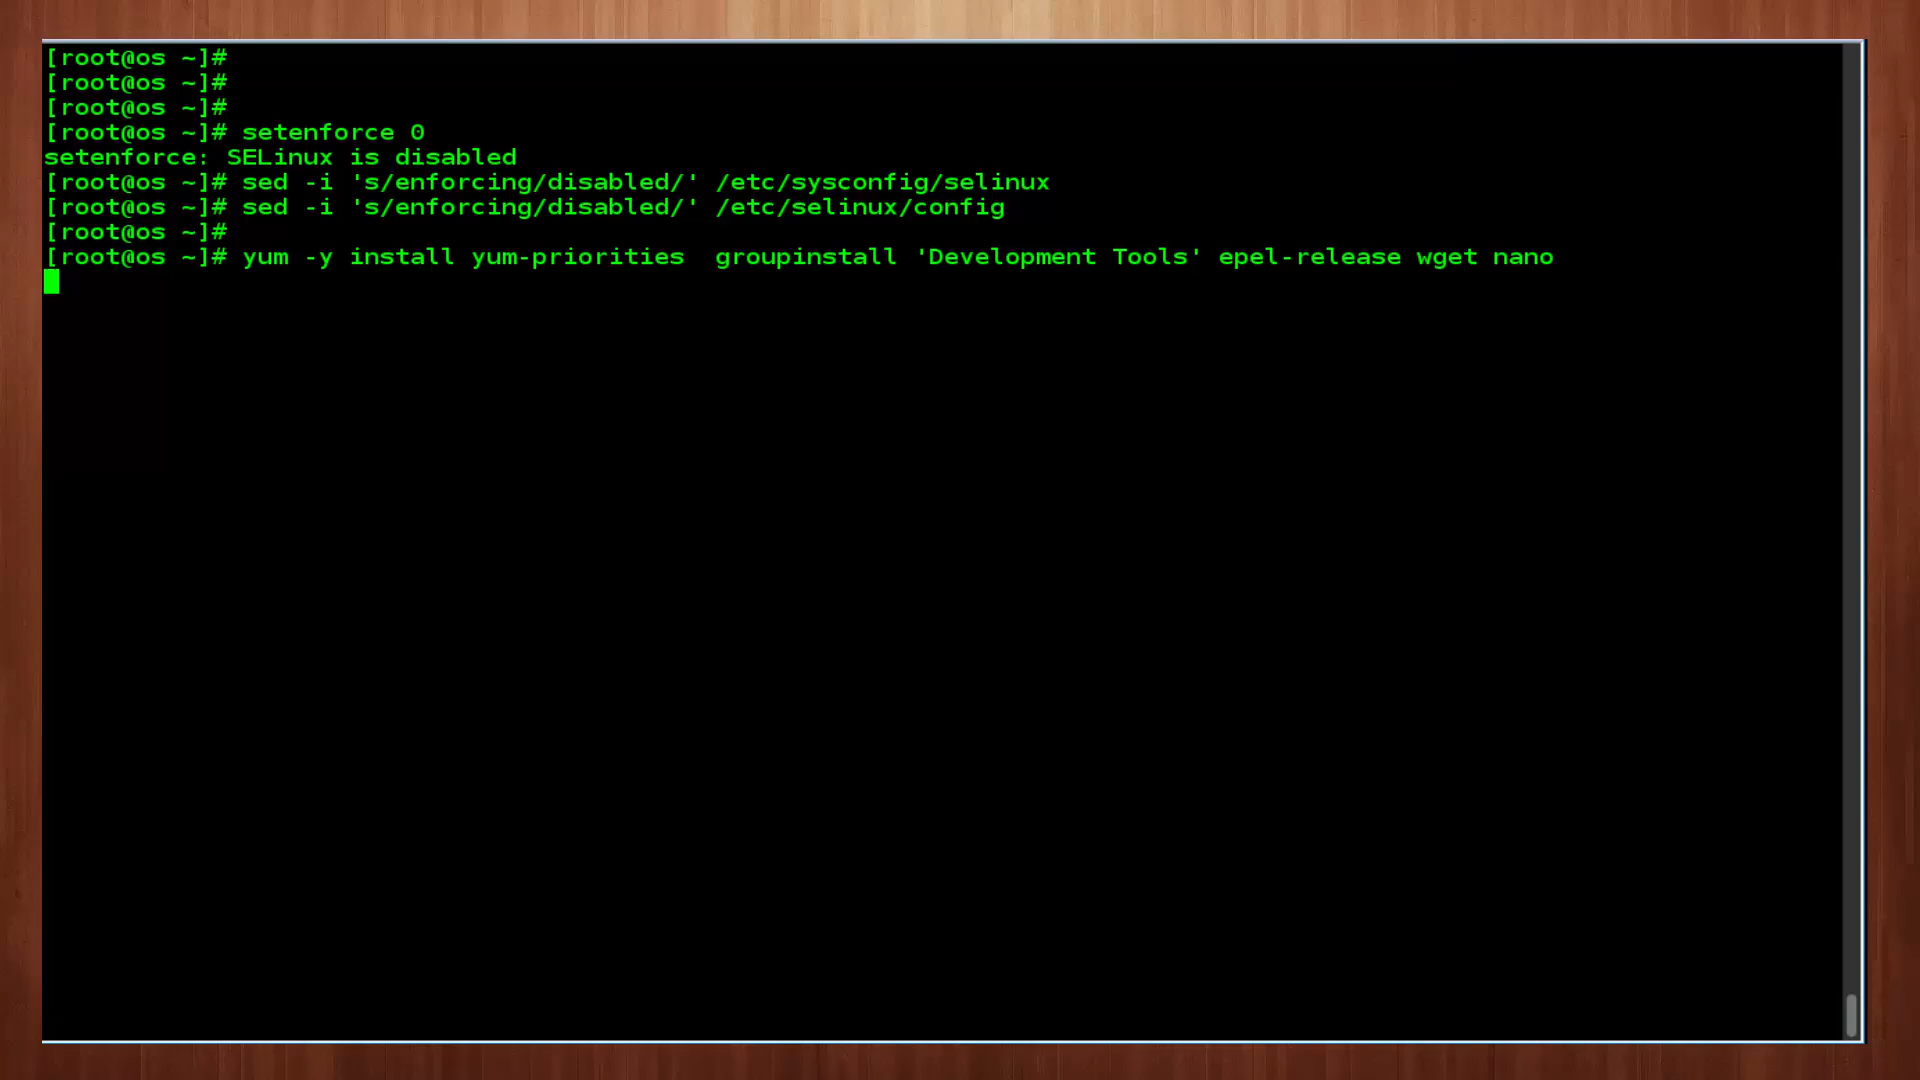 [root@os ~]#
[root@os ~]#
[root@os ~]#
[root@os ~]# setenforce 0
setenforce: SELinux is disabled
[root@os ~]# sed -i 's/enforcing/disabled/' /etc/sysconfig/selinux
[root@os ~]# sed -i 's/enforcing/disabled/' /etc/selinux/config
[root@os ~]#
[root@os ~]# yum -y install yum-priorities  groupinstall 'Development Tools' epel-release wget nano